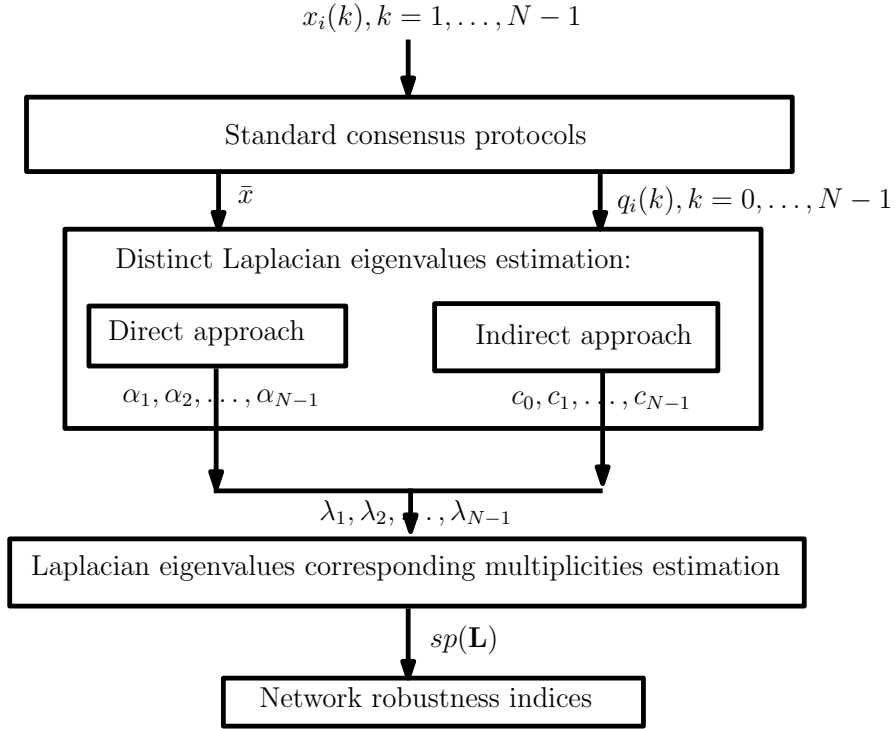 x_i(k), k = 1, . . . , N − 1
Standard consensus protocols
x̄
q_i(k), k = 0, . . . , N − 1
Distinct Laplacian eigenvalues estimation:
Direct approach
Indirect approach
α_1, α_2, . . . , α_{N−1}
c_0, c_1, . . . , c_{N−1}
λ_1, λ_2, . . . , λ_{N−1}
Laplacian eigenvalues corresponding multiplicities estimation
sp(L)
Network robustness indices